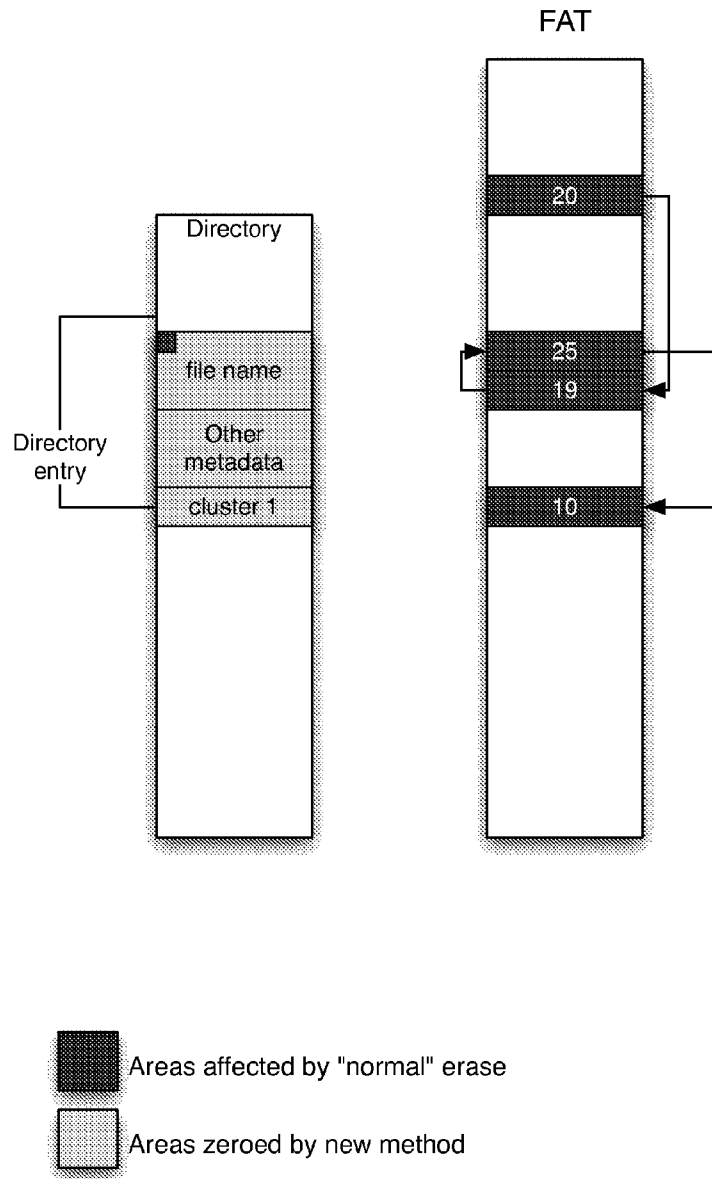 FAT
20
Directory
25
file name
19
Other
metadata
Directory
entry
cluster 1
10
Areas affected by "normal" erase
Areas zeroed by new method